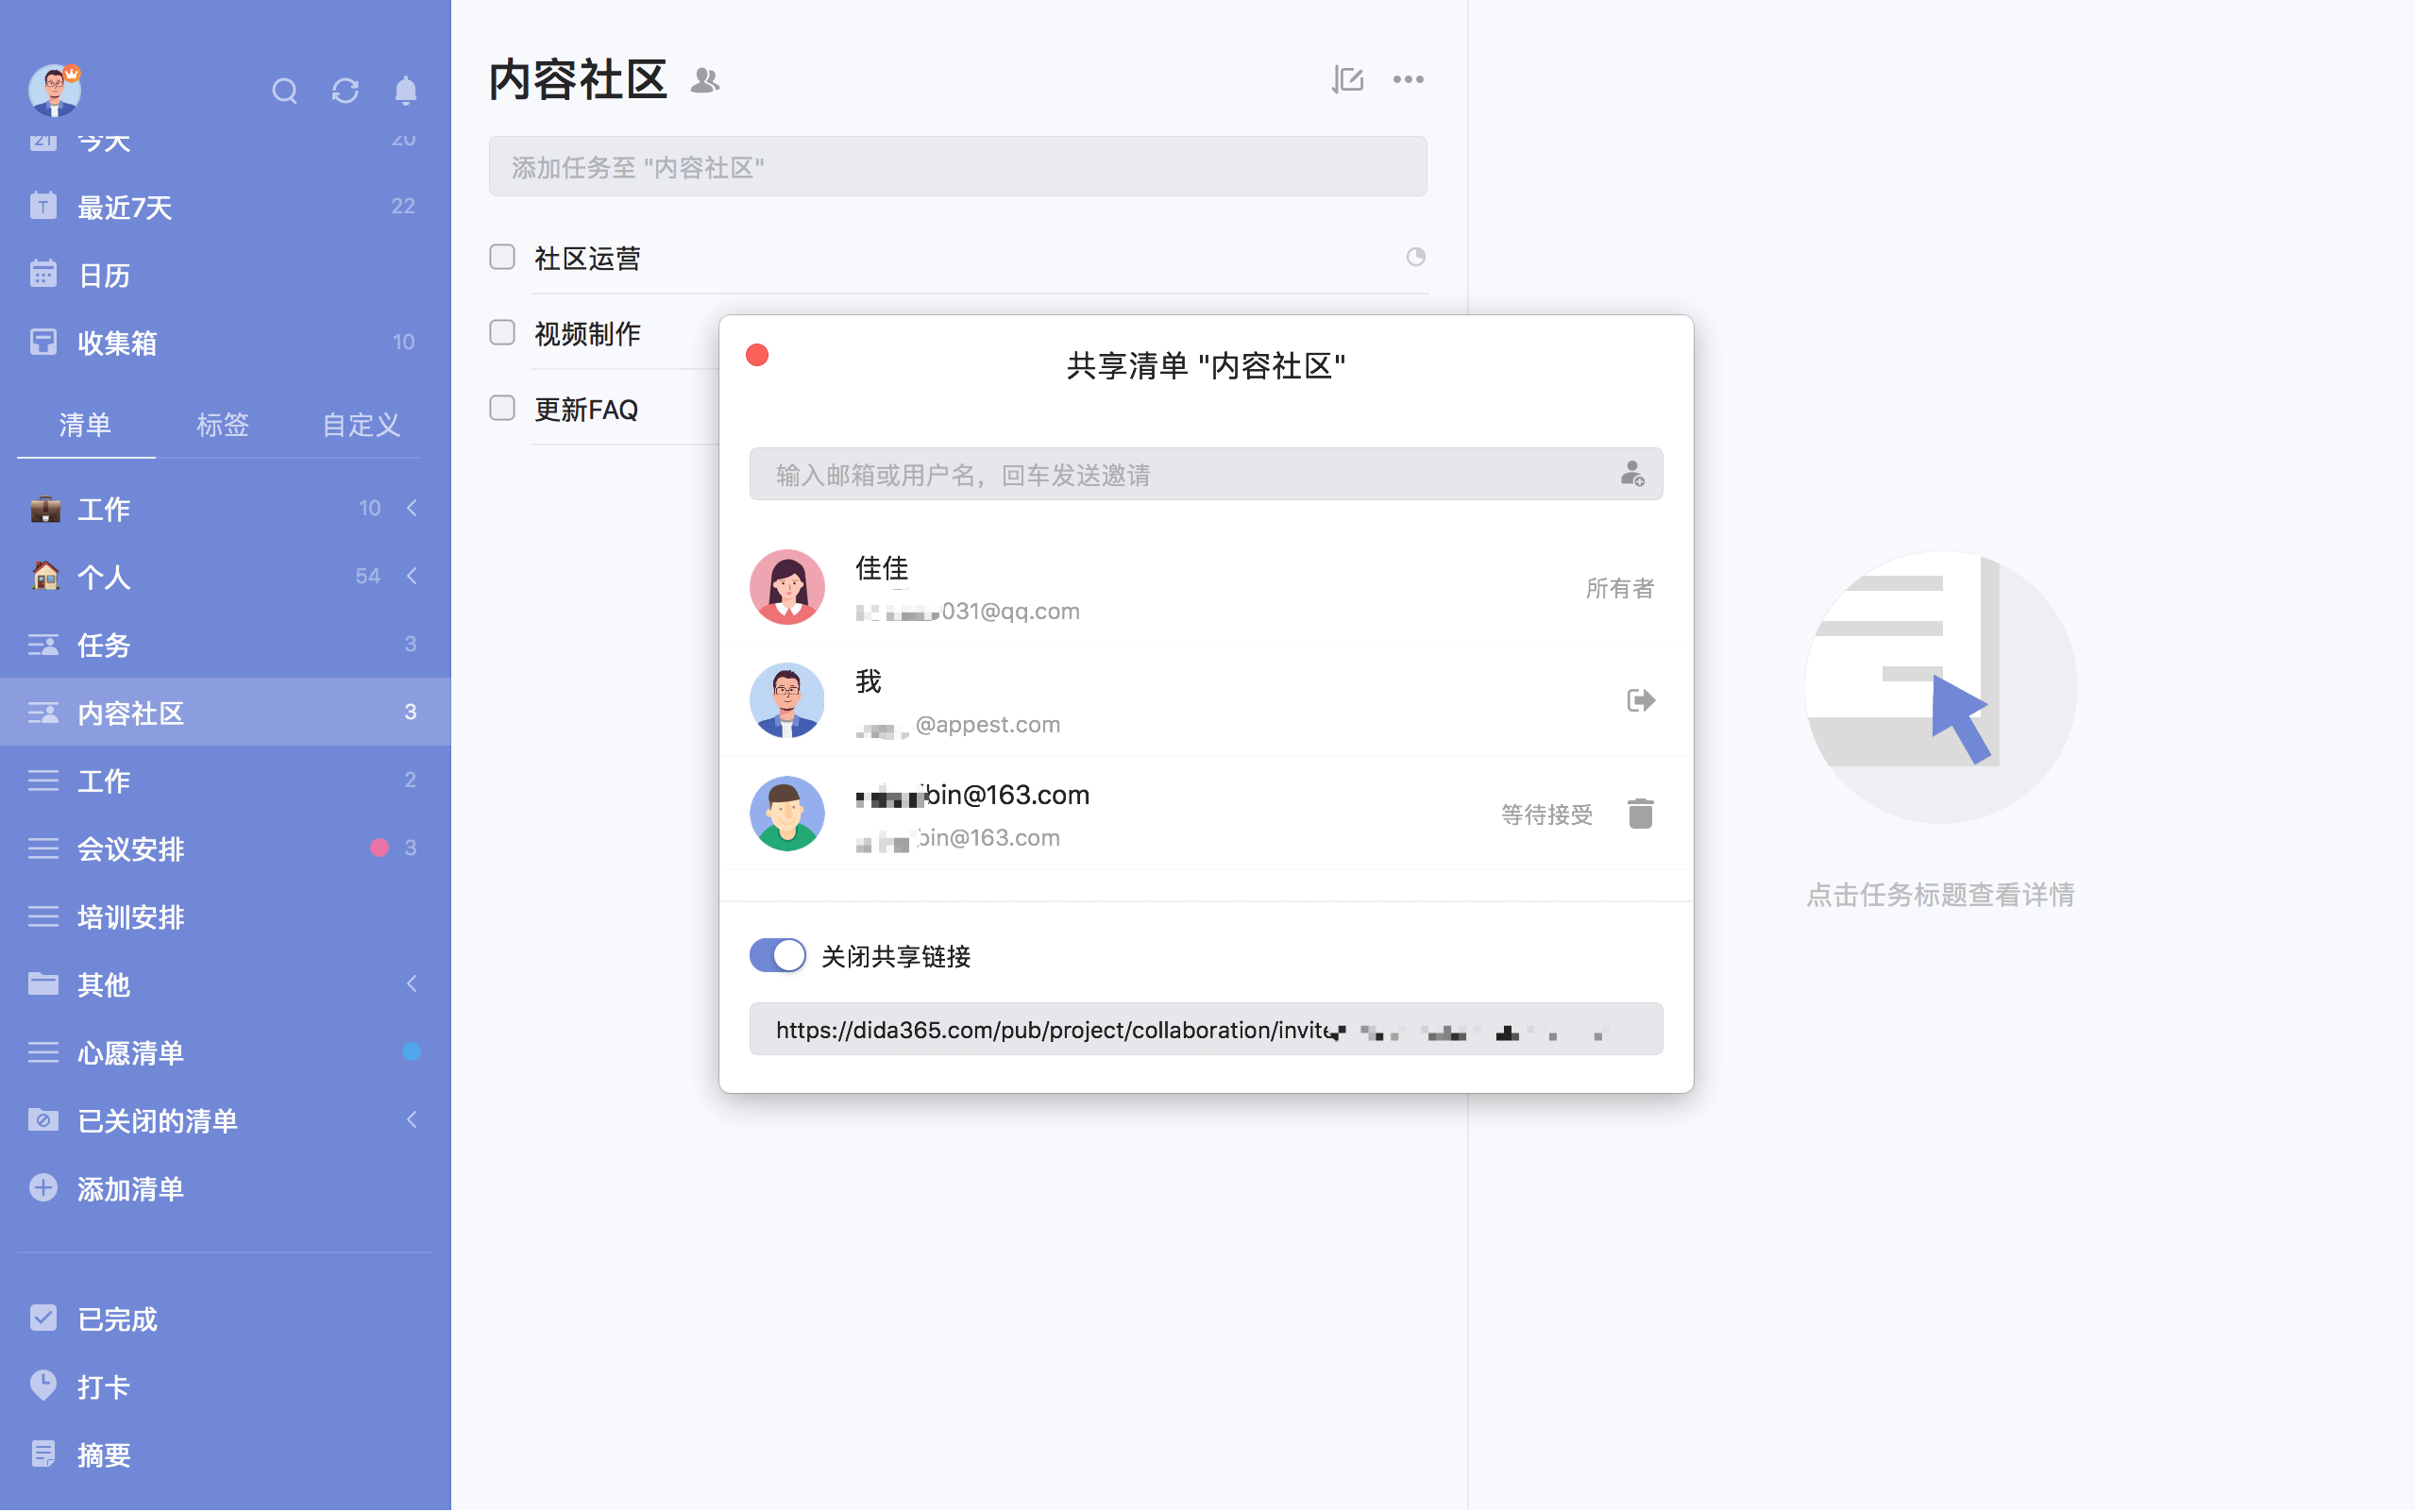 今天 20
最近7天 22
日历
收集箱 10
清单 标签 自定义
工作 10
个人 54
任务 3
内容社区 3
工作 2
会议安排 3
培训安排
其他
心愿清单
已关闭的清单
添加清单
已完成
打卡
摘要
内容社区
添加任务至 "内容社区"
社区运营
视频制作
更新FAQ
共享清单 "内容社区"
输入邮箱或用户名，回车发送邀请
佳佳
031@qq.com
所有者
我
@appest.com
bin@163.com
bin@163.com
等待接受
关闭共享链接
https://dida365.com/pub/project/collaboration/invite
点击任务标题查看详情